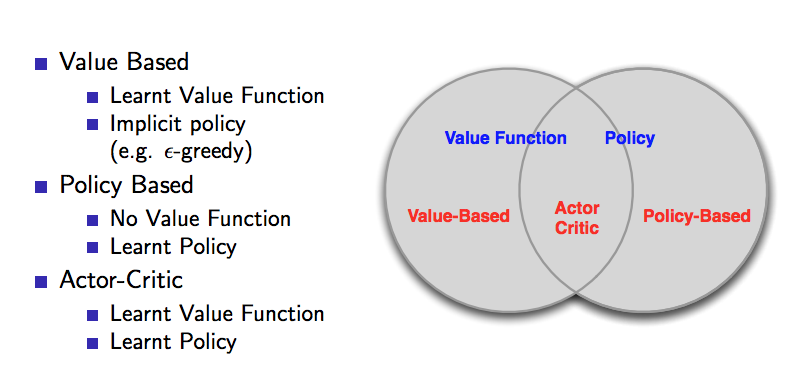 Value Based
Learnt Value Function
Implicit policy
(e.g. ϵ-greedy)
Policy Based
No Value Function
Learnt Policy
Actor-Critic
Learnt Value Function
Learnt Policy
Value Function
Policy
Value-Based
Actor
Critic
Policy-Based